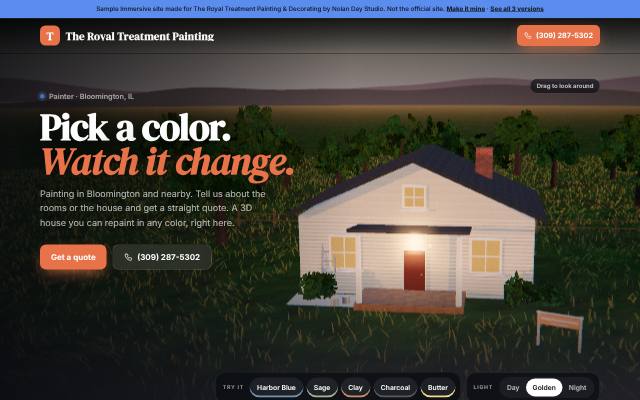 Sample Immersive site made for The Royal Treatment Painting & Decorating by Nolan Day Studio. Not the official site. Make it mine · See all 3 versions
T The Royal Treatment Painting
(309) 287-5302
Drag to look around
Painter · Bloomington, IL
Pick a color.
Watch it change.
Painting in Bloomington and nearby. Tell us about the
rooms or the house and get a straight quote. A 3D
house you can repaint in any color, right here.
Get a quote
(309) 287-5302
TRY IT Harbor Blue Sage Clay Charcoal Butter
LIGHT Day Golden Night